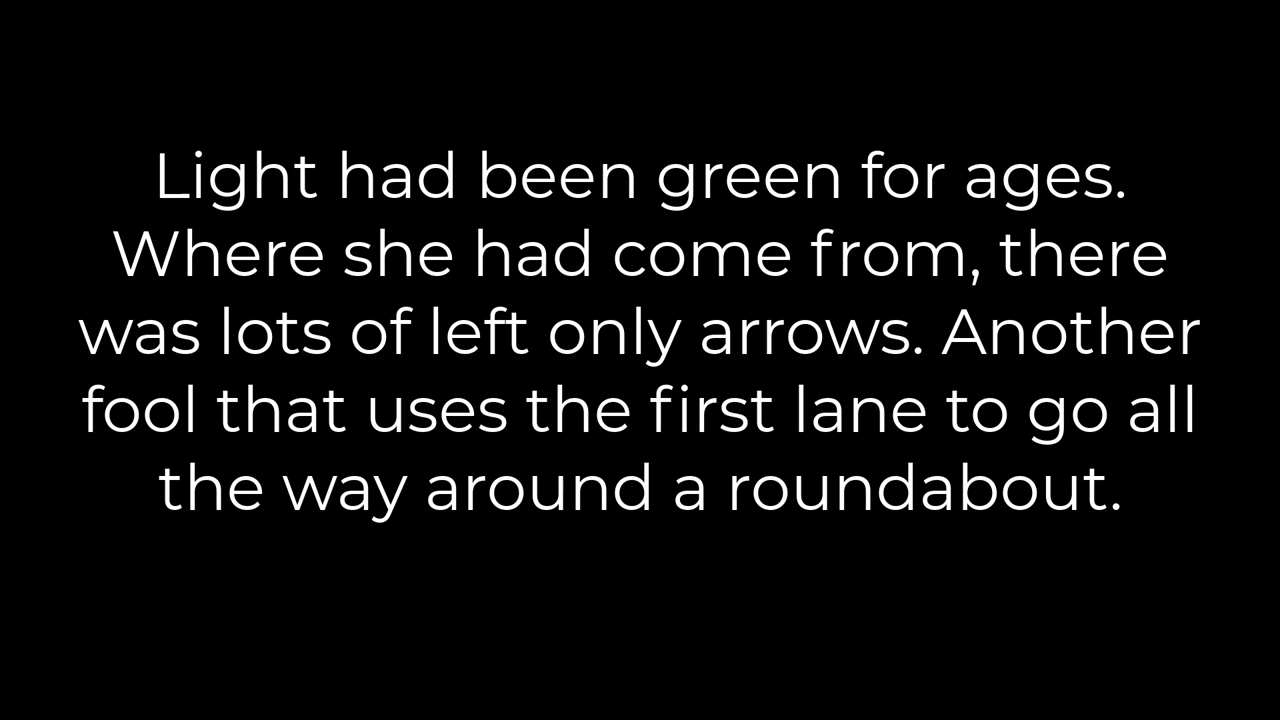 Light had been green for ages.
Where she had come from, there
was lots of left only arrows. Another
fool that uses the first lane to go all
the way around a roundabout.